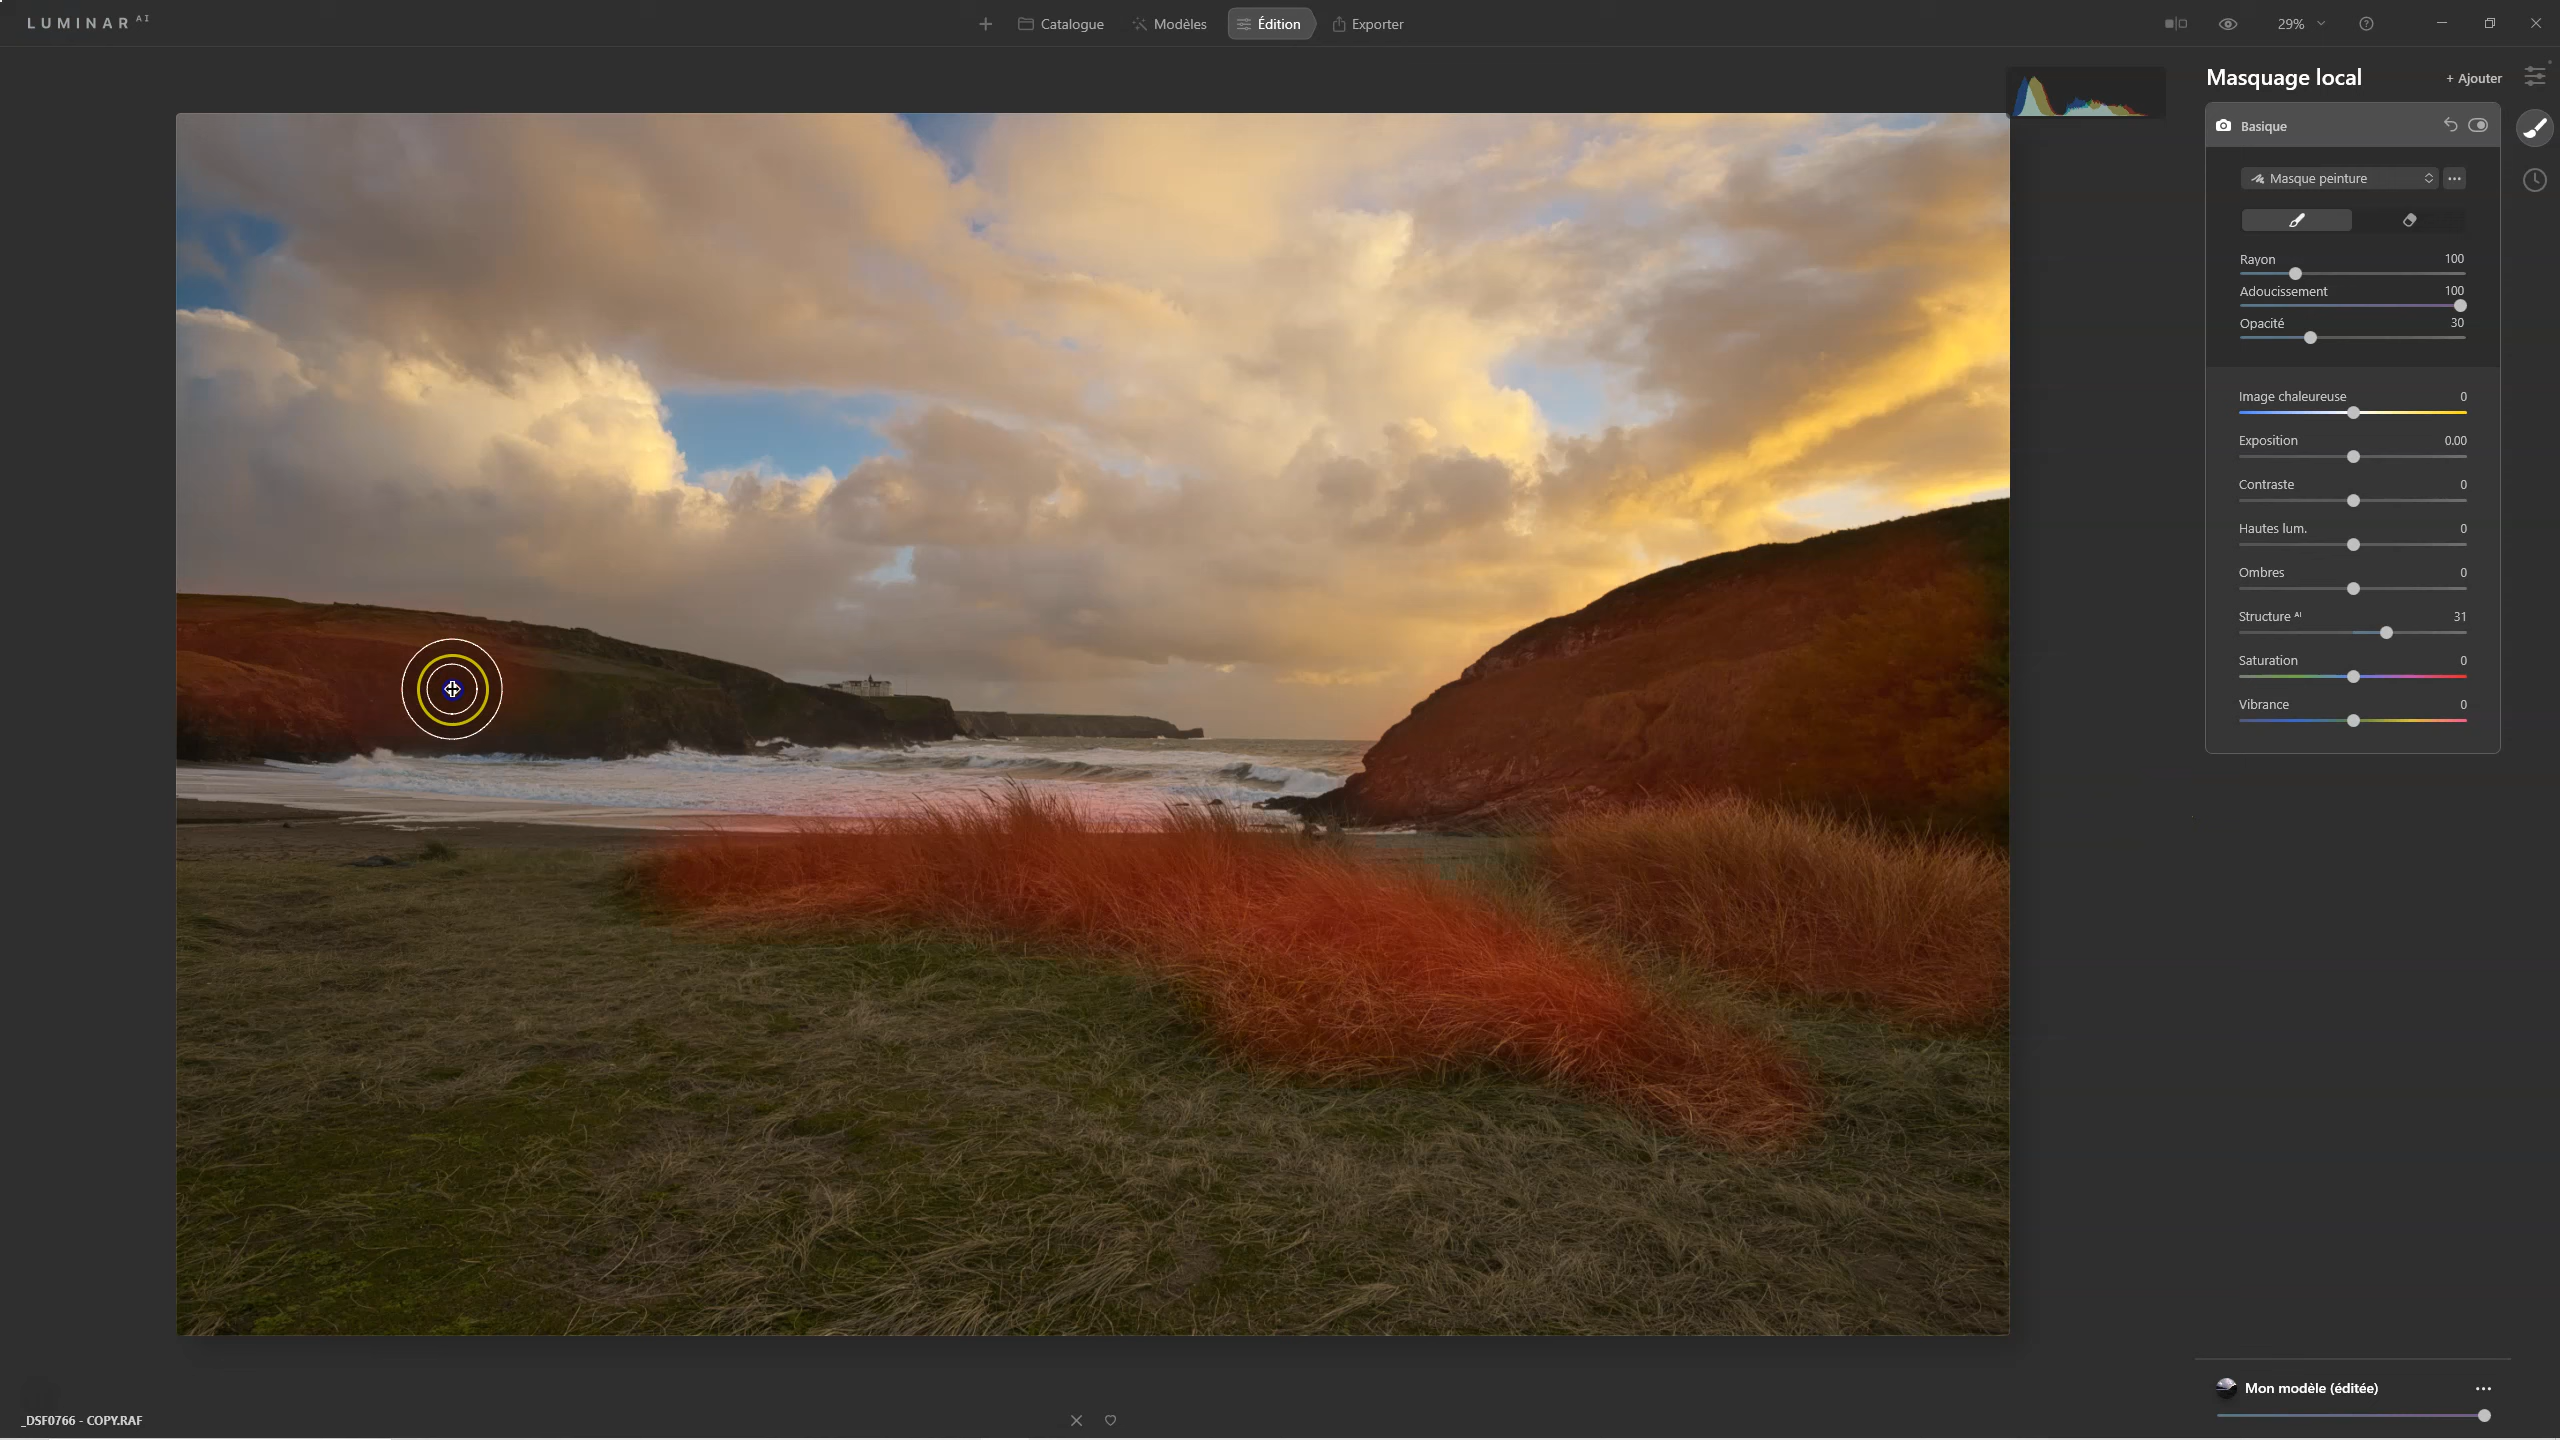 LUMINAR AI
Catalogue
Modèles
Édition
Exporter
29%
Masquage local
+ Ajouter
Basique
Masque peinture
Rayon 100
Adoucissement 100
Opacité 30
Image chaleureuse 0
Exposition 0.00
Contraste 0
Hautes lum. 0
Ombres 0
Structure AI 31
Saturation 0
Vibrance 0
Mon modèle (éditée)
_DSF0766 - COPY.RAF